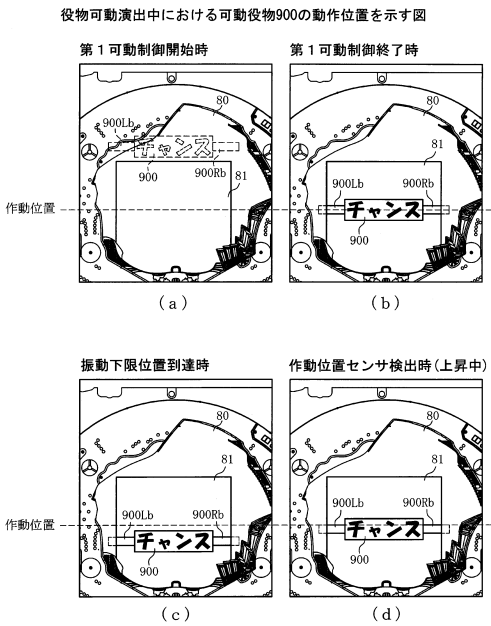 役物可動演出中における可動役物900の動作位置を示す図
第１可動制御開始時
第１可動制御終了時
80
900Lb
チャンス
900
900Rb
81
作動位置
(a)
80
81
900Lb
900Rb
チャンス
900
(b)
振動下限位置到達時
作動位置センサ検出時(上昇中)
80
81
900Lb
900Rb
作動位置
チャンス
900
(c)
80
81
900Lb
900Rb
チャンス
900
(d)